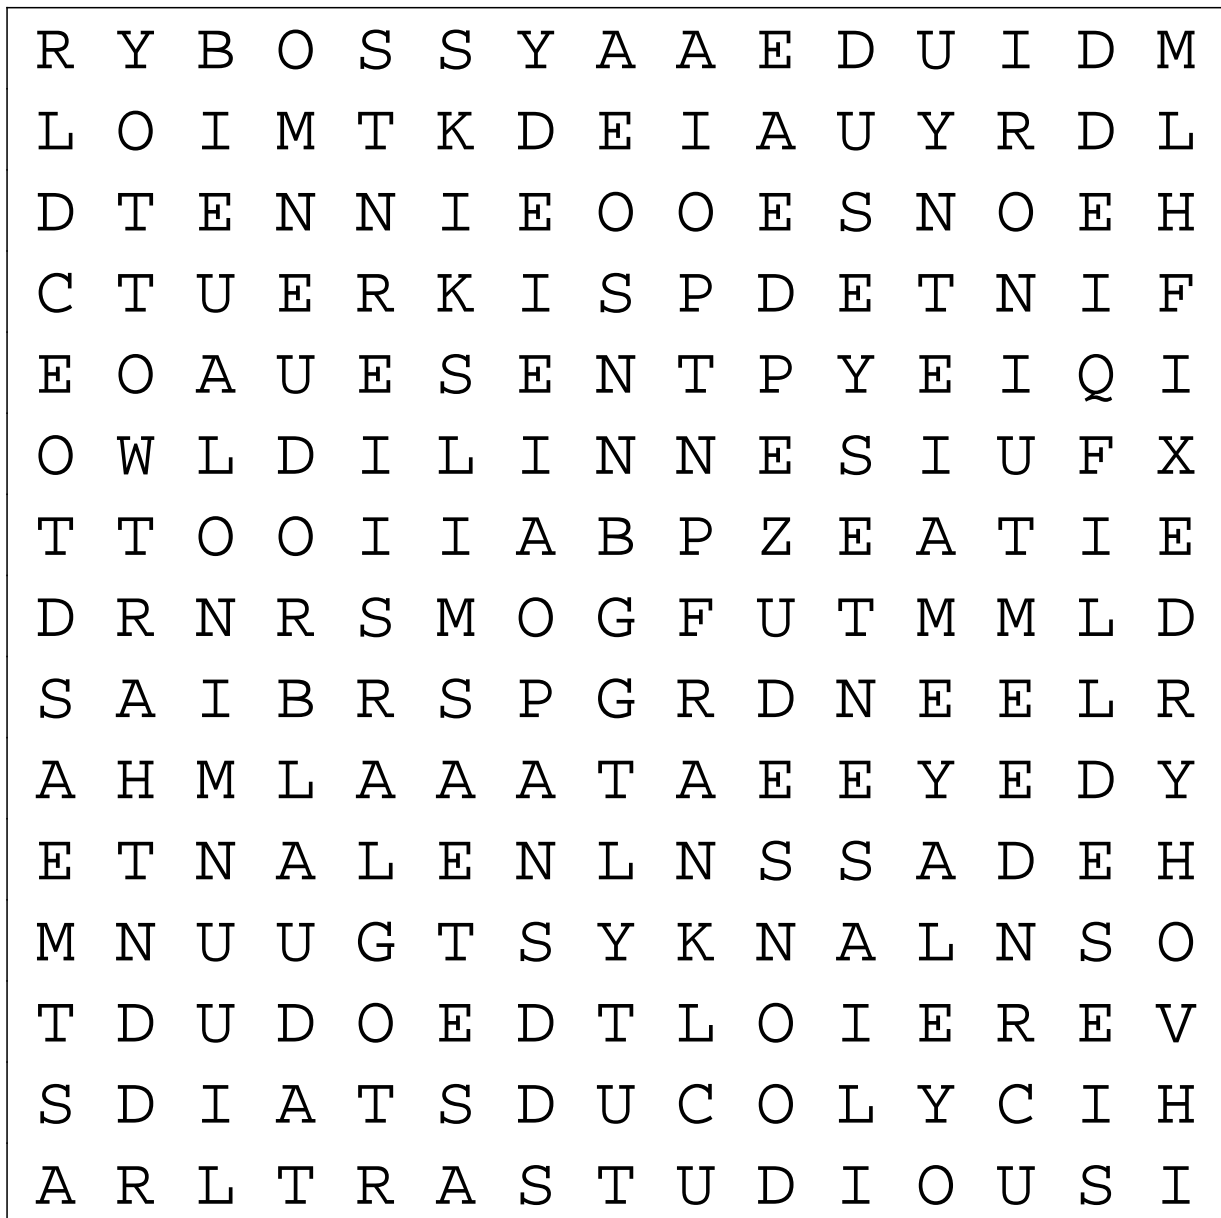 R Y B O S S Y A A E D U I D M
L O I M T K D E I A U Y R D L
D T E N N I E O O E S N O E H
C T U E R K I S P D E T N I F
E O A U E S E N T P Y E I Q I
O W L D I L I N N E S I U F X
T T O O I I A B P Z E A T I E
D R N R S M O G F U T M M L D
S A I B R S P G R D N E E L R
A H M L A A A T A E E Y E D Y
E T N A L E N L N S S A D E H
M N U U G T S Y K N A L N S O
T D U D O E D T L O I E R E V
S D I A T S D U C O L Y C I H
A R L T R A S T U D I O U S I